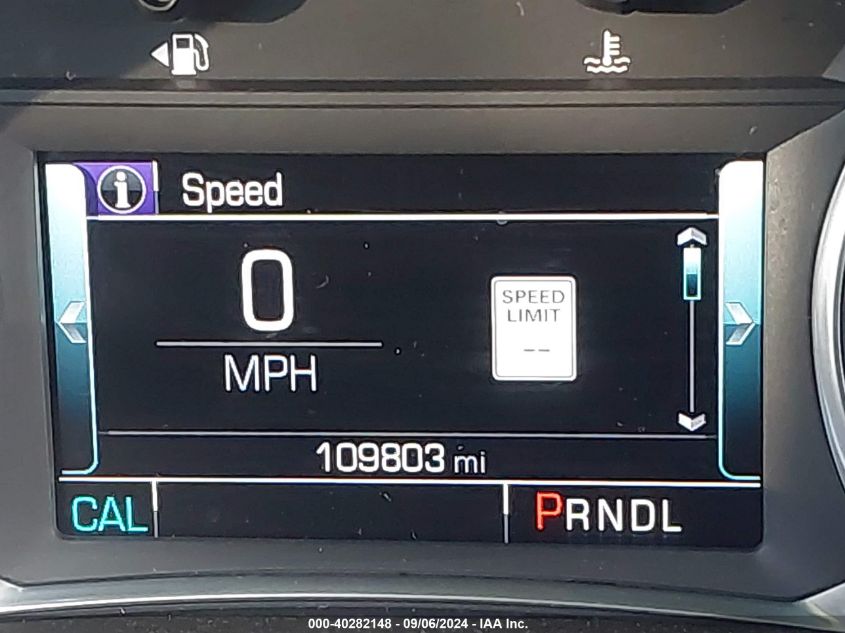 i Speed
0
MPH
SPEED
LIMIT
--
109803 mi
CAL PRNDL
000-40282148 - 09/06/2024 - IAA Inc.